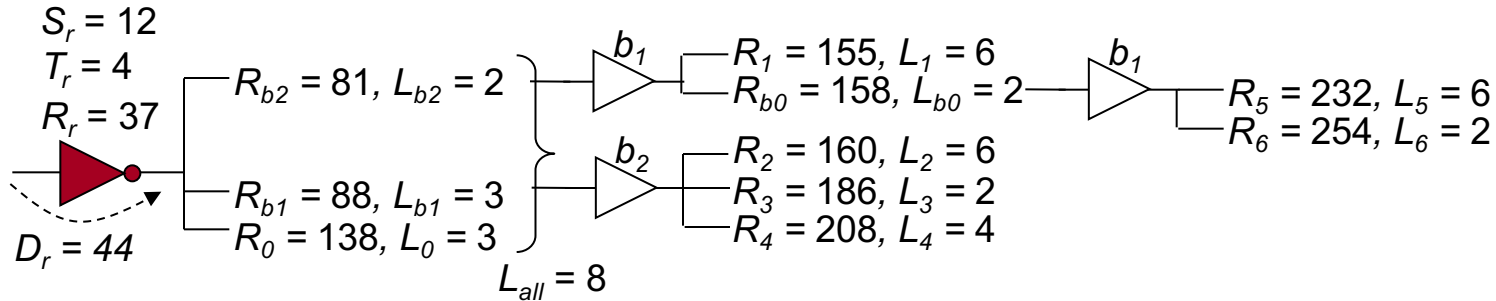 S_r = 12
T_r = 4
R_r = 37
D_r = 44
R_b2 = 81, L_b2 = 2
R_b1 = 88, L_b1 = 3
R_0 = 138, L_0 = 3
L_all = 8
b_1
R_1 = 155, L_1 = 6
R_b0 = 158, L_b0 = 2
b_2
R_2 = 160, L_2 = 6
R_3 = 186, L_3 = 2
R_4 = 208, L_4 = 4
b_1
R_5 = 232, L_5 = 6
R_6 = 254, L_6 = 2